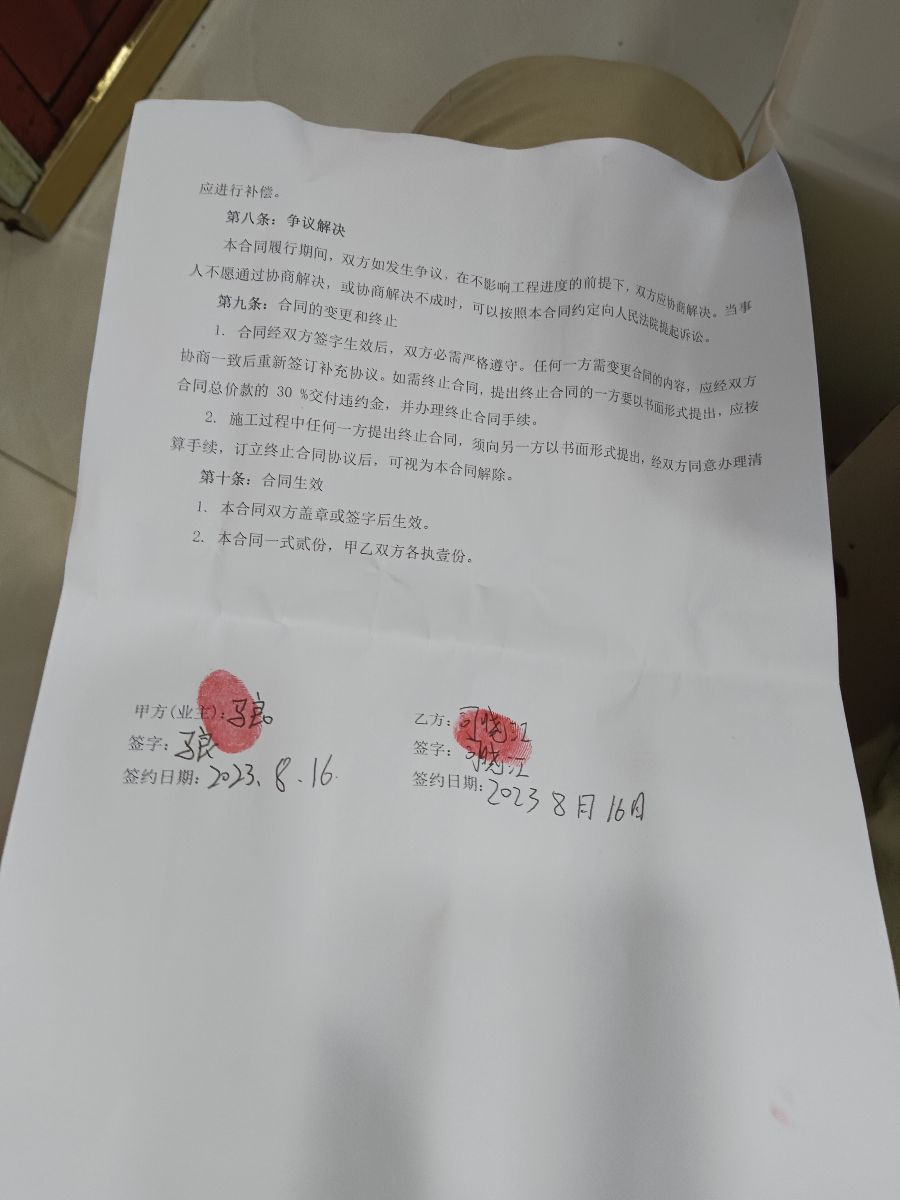 应进行补偿。
第八条：争议解决
本合同履行期间，双方如发生争议，在不影响工程进度的前提下，双方应协商解决。当事
人不愿通过协商解决，或协商解决不成时，可以按照本合同约定向人民法院提起诉讼。
第九条：合同的变更和终止
1. 合同经双方签字生效后，双方必需严格遵守。任何一方需变更合同的内容，应经双方
协商一致后重新签订补充协议。如需终止合同，提出终止合同的一方要以书面形式提出，应按
合同总价款的 30 %交付违约金，并办理终止合同手续。
2. 施工过程中任何一方提出终止合同，须向另一方以书面形式提出，经双方同意办理清
算手续，订立终止合同协议后，可视为本合同解除。
第十条：合同生效
1. 本合同双方盖章或签字后生效。
2. 本合同一式贰份，甲乙双方各执壹份。
甲方(业主)：马良
签字：马良
签约日期：2023.8.16.
乙方：司晓江
签字：司晓江
签约日期：2023 8月16日